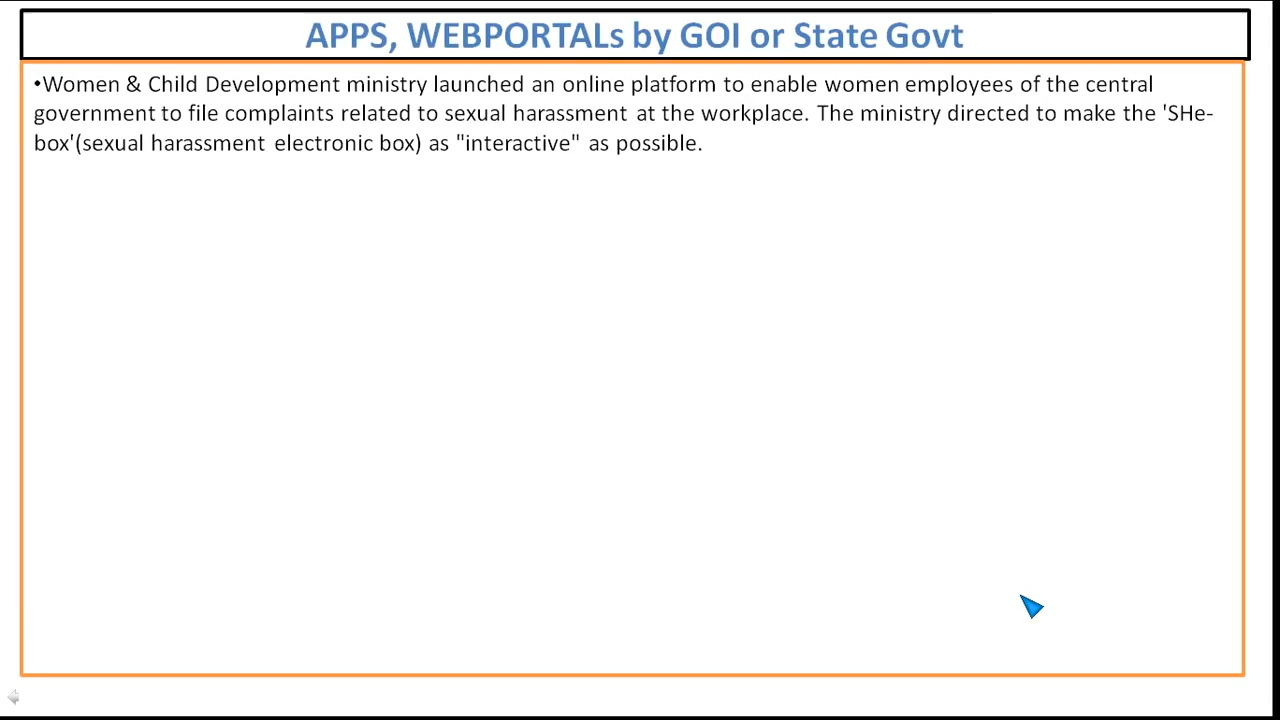 APPS, WEBPORTALs by GOI or State Govt
•Women & Child Development ministry launched an online platform to enable women employees of the central
government to file complaints related to sexual harassment at the workplace. The ministry directed to make the 'SHe-
box'(sexual harassment electronic box) as "interactive" as possible.